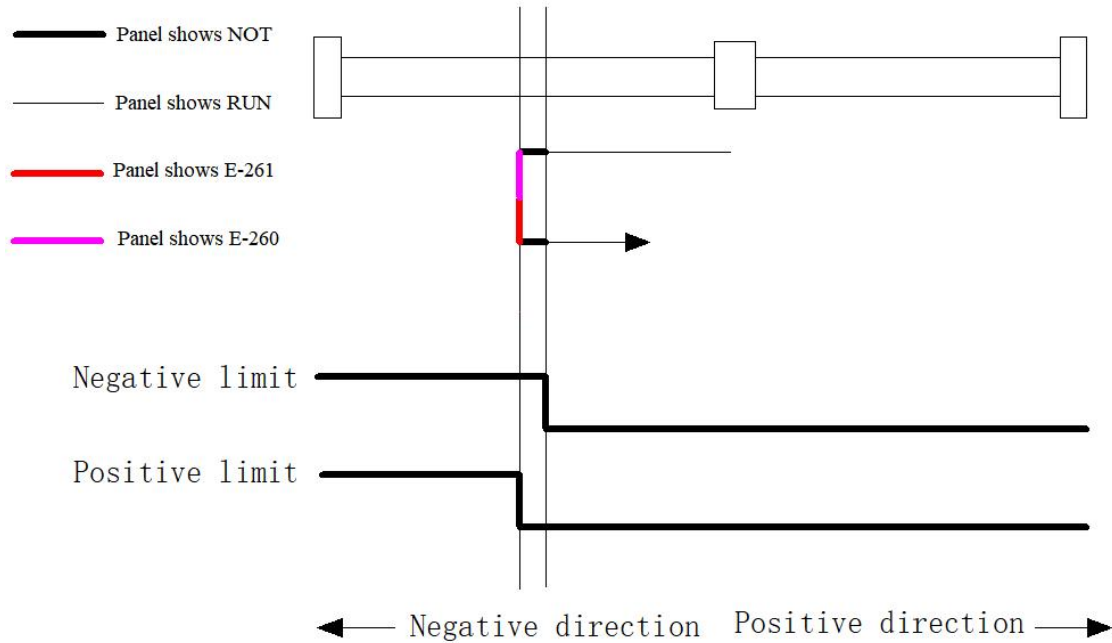 Panel shows NOT
Panel shows RUN
Panel shows E-261
Panel shows E-260
Negative limit
Positive limit
Negative direction
Positive direction